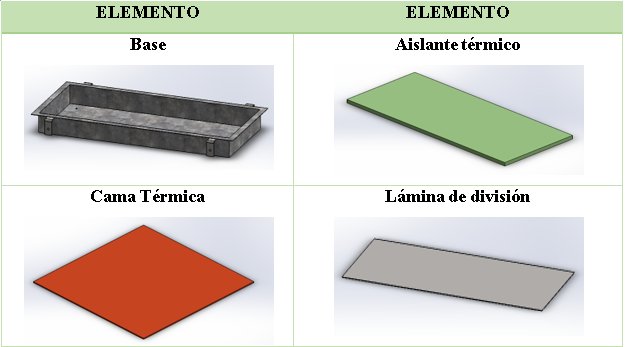 ELEMENTO
ELEMENTO
Base
Aislante térmico
Cama Térmica
Lámina de división